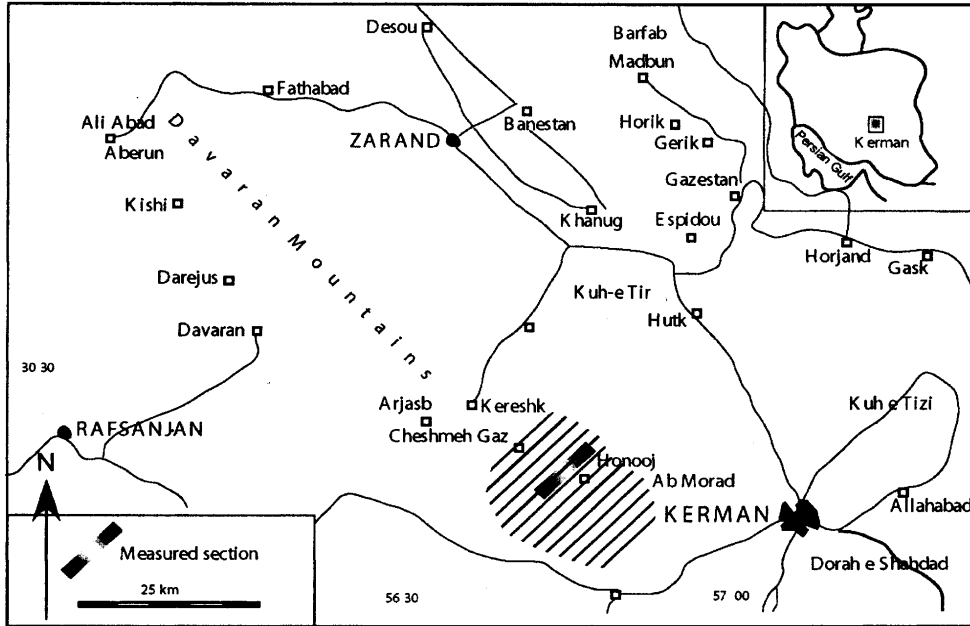 Desou
Barfab
Madbun
Fathabad
Banestan
Ali Abad
Aberun
ZARAND
Horik
Gerik
Kerman
Persian Gulf
Davaran Mountains
Gazestan
Kishi
Khanug
Espidou
Horjand
Gask
Darejus
Kuh-e Tir
Davaran
Hutk
30 30
Arjasb
Kereshk
Kuh e Tizi
RAFSANJAN
Cheshmeh Gaz
Honooj
N
Ab Morad
KERMAN
Allahabad
Measured section
Dorah e Shahdad
25 km
56 30
57 00